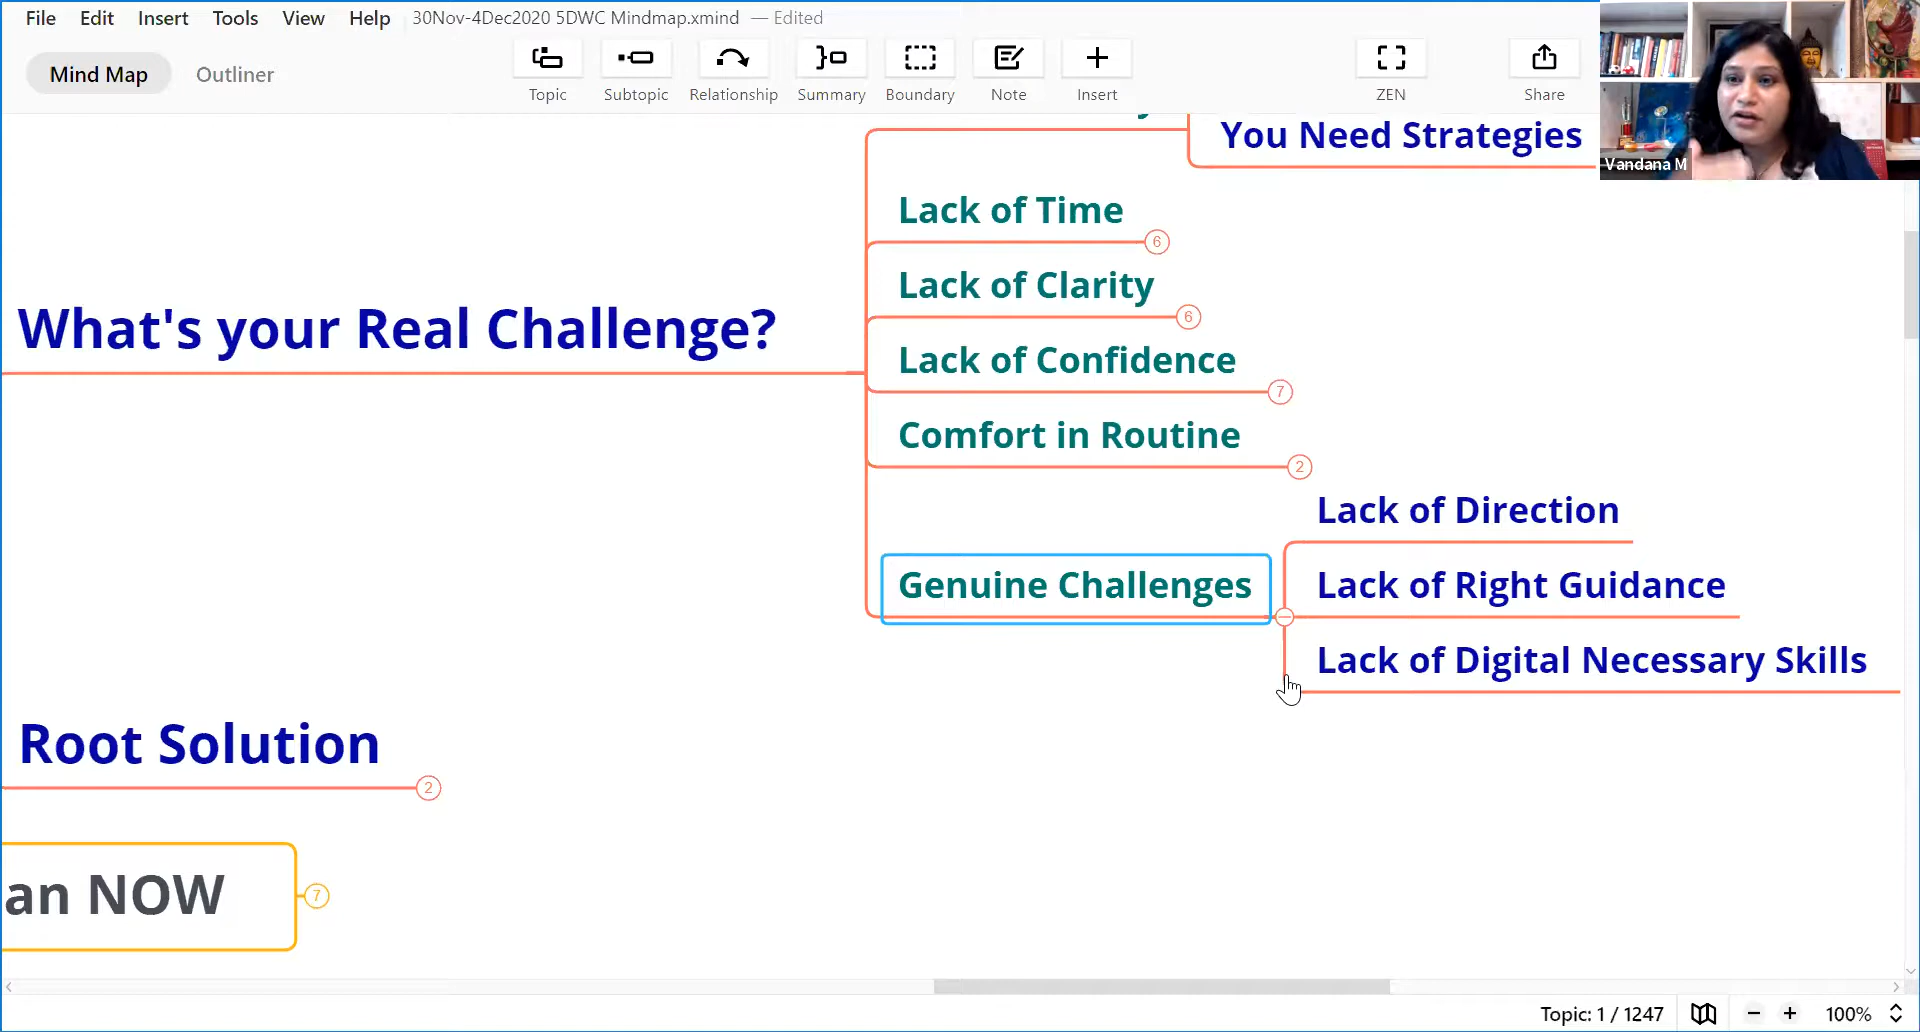 File Edit Insert Tools View Help 30Nov-4Dec2020 5DWC Mindmap.xmind — Edited
Mind Map Outliner
Topic Subtopic Relationship Summary Boundary Note Insert ZEN Share
Vandana M
You Need Strategies
Lack of Time
6
Lack of Clarity
6
What's your Real Challenge?
Lack of Confidence
7
Comfort in Routine
2
Lack of Direction
Genuine Challenges
Lack of Right Guidance
Lack of Digital Necessary Skills
Root Solution
2
an NOW
7
Topic: 1 / 1247
100%